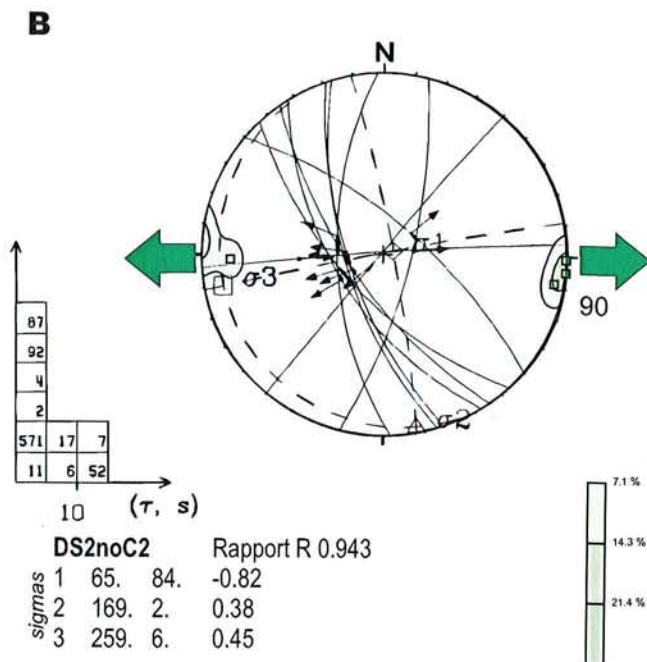 B
N
σ1
σ3
90
σ2
87
92
4
2
571 17 7
11 6 52
10 (τ, s)
7.1 %
14.3 %
21.4 %
DS2noC2 Rapport R 0.943
sigmas
1 65. 84. -0.82
2 169. 2. 0.38
3 259. 6. 0.45